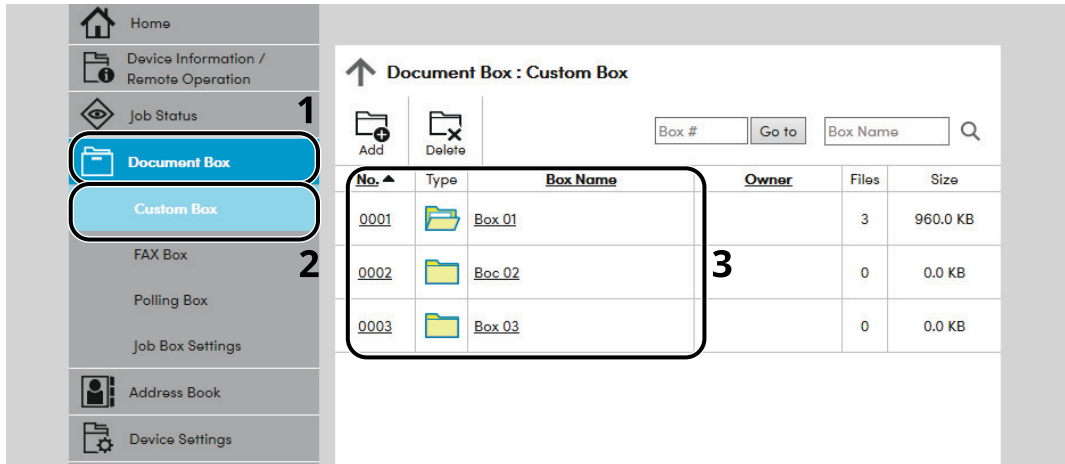 Home
Device Information /
Remote Operation
Job Status
1
Document Box
Custom Box
2
FAX Box
Polling Box
Job Box Settings
Address Book
Device Settings
Document Box : Custom Box
Add
Delete
Box #
Go to
Box Name
No. Type Box Name Owner Files Size
0001 Box 01 3 960.0 KB
0002 Boc 02 0 0.0 KB
3
0003 Box 03 0 0.0 KB